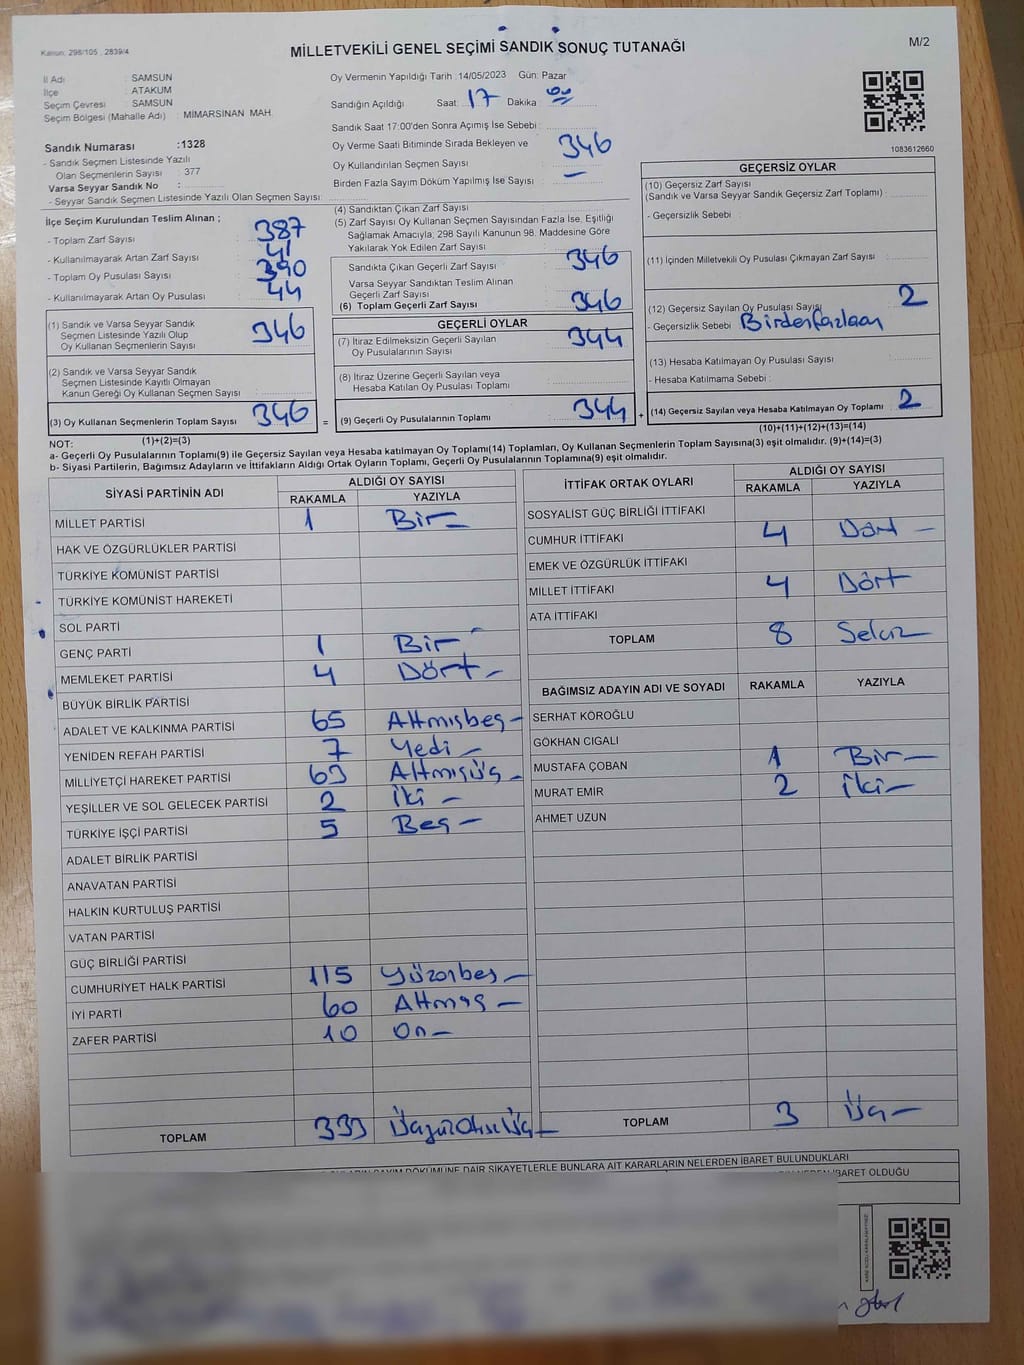 Kanun: 298/105 , 2839/4
MİLLETVEKİLİ GENEL SEÇİMİ SANDIK SONUÇ TUTANAĞI
M/2
İl Adı : SAMSUN
İlçe : ATAKUM
Seçim Çevresi : SAMSUN
Seçim Bölgesi (Mahalle Adı) : MİMARSİNAN MAH.
Oy Vermenin Yapıldığı Tarih :14/05/2023 Gün: Pazar
Sandığın Açıldığı Saat: 17 Dakika 00
Sandık Saat 17:00'den Sonra Açımış İse Sebebi :
Oy Verme Saati Bitiminde Sırada Bekleyen ve
Oy Kullandırılan Seçmen Sayısı 346
Birden Fazla Sayım Döküm Yapılmış İse Sayısı : —
1083612660
Sandık Numarası :1328
- Sandık Seçmen Listesinde Yazılı
Olan Seçmenlerin Sayısı : 377
Varsa Seyyar Sandık No :
- Seyyar Sandık Seçmen Listesinde Yazılı Olan Seçmen Sayısı:
İlçe Seçim Kurulundan Teslim Alınan ;
- Toplam Zarf Sayısı : 387
- Kullanılmayarak Artan Zarf Sayısı : 41
- Toplam Oy Pusulası Sayısı : 390
- Kullanılmayarak Artan Oy Pusulası : 44
(1) Sandık ve Varsa Seyyar Sandık
Seçmen Listesinde Yazılı Olup
Oy Kullanan Seçmenlerin Sayısı : 346
(2) Sandık ve Varsa Seyyar Sandık
Seçmen Listesinde Kayıtlı Olmayan
Kanun Gereği Oy Kullanan Seçmen Sayısı :
(3) Oy Kullanan Seçmenlerin Toplam Sayısı : 346
(4) Sandıktan Çıkan Zarf Sayısı :
(5) Zarf Sayısı Oy Kullanan Seçmen Sayısından Fazla İse, Eşitliği
Sağlamak Amacıyla, 298 Sayılı Kanunun 98. Maddesine Göre
Yakılarak Yok Edilen Zarf Sayısı :
Sandıkta Çıkan Geçerli Zarf Sayısı : 346
Varsa Seyyar Sandıktan Teslim Alınan
Geçerli Zarf Sayısı :
(6) Toplam Geçerli Zarf Sayısı : 346
GEÇERLİ OYLAR
(7) İtiraz Edilmeksizin Geçerli Sayılan
Oy Pusulalarının Sayısı : 344
(8) İtiraz Üzerine Geçerli Sayılan veya
Hesaba Katılan Oy Pusulası Toplamı :
= (9) Geçerli Oy Pusulalarının Toplamı : 344
GEÇERSİZ OYLAR
(10) Geçersiz Zarf Sayısı
(Sandık ve Varsa Seyyar Sandık Geçersiz Zarf Toplamı) :
- Geçersizlik Sebebi :
(11) İçinden Milletvekili Oy Pusulası Çıkmayan Zarf Sayısı :
(12) Geçersiz Sayılan Oy Pusulası Sayısı : 2
- Geçersizlik Sebebi :
(13) Hesaba Katılmayan Oy Pusulası Sayısı :
- Hesaba Katılmama Sebebi :
+ (14) Geçersiz Sayılan veya Hesaba Katılmayan Oy Toplamı : 2
NOT: (1)+(2)=(3)
(10)+(11)+(12)+(13)=(14)
a- Geçerli Oy Pusulalarının Toplamı(9) ile Geçersiz Sayılan veya Hesaba katılmayan Oy Toplamı(14) Toplamları, Oy Kullanan Seçmenlerin Toplam Sayısına(3) eşit olmalıdır. (9)+(14)=(3)
b- Siyasi Partilerin, Bağımsız Adayların ve İttifakların Aldığı Ortak Oyların Toplamı, Geçerli Oy Pusulalarının Toplamına(9) eşit olmalıdır.
SİYASİ PARTİNİN ADI ALDIĞI OY SAYISI
RAKAMLA YAZIYLA
MİLLET PARTİSİ 1 Bir —
HAK VE ÖZGÜRLÜKLER PARTİSİ
TÜRKİYE KOMÜNİST PARTİSİ
TÜRKİYE KOMÜNİST HAREKETİ
SOL PARTİ
GENÇ PARTİ 1 Bir —
MEMLEKET PARTİSİ 4 Dört —
BÜYÜK BİRLİK PARTİSİ
ADALET VE KALKINMA PARTİSİ 65 Altmışbeş —
YENİDEN REFAH PARTİSİ 7 Yedi —
MİLLİYETÇİ HAREKET PARTİSİ 63 Altmışüç —
YEŞİLLER VE SOL GELECEK PARTİSİ 2 İki —
TÜRKİYE İŞÇİ PARTİSİ 5 Beş —
ADALET BİRLİK PARTİSİ
ANAVATAN PARTİSİ
HALKIN KURTULUŞ PARTİSİ
VATAN PARTİSİ
GÜÇ BİRLİĞİ PARTİSİ
CUMHURİYET HALK PARTİSİ 115 Yüzonbeş —
İYİ PARTİ 60 Altmış —
ZAFER PARTİSİ 10 On —
TOPLAM 333 Üçyüzotuzüç —
İTTİFAK ORTAK OYLARI ALDIĞI OY SAYISI
RAKAMLA YAZIYLA
SOSYALİST GÜÇ BİRLİĞİ İTTİFAKI
CUMHUR İTTİFAKI 4 Dört —
EMEK VE ÖZGÜRLÜK İTTİFAKI
MİLLET İTTİFAKI 4 Dört
ATA İTTİFAKI
TOPLAM 8 Sekiz
BAĞIMSIZ ADAYIN ADI VE SOYADI RAKAMLA YAZIYLA
SERHAT KÖROĞLU
GÖKHAN CIGALI
MUSTAFA ÇOBAN 1 Bir —
MURAT EMİR 2 İki —
AHMET UZUN
TOPLAM 3 Üç —
SAYIM DÖKÜMÜNE DAİR ŞİKAYETLERLE BUNLARA AİT KARARLARIN NELERDEN İBARET BULUNDUKLARI
NEDEN İBARET OLDUĞU